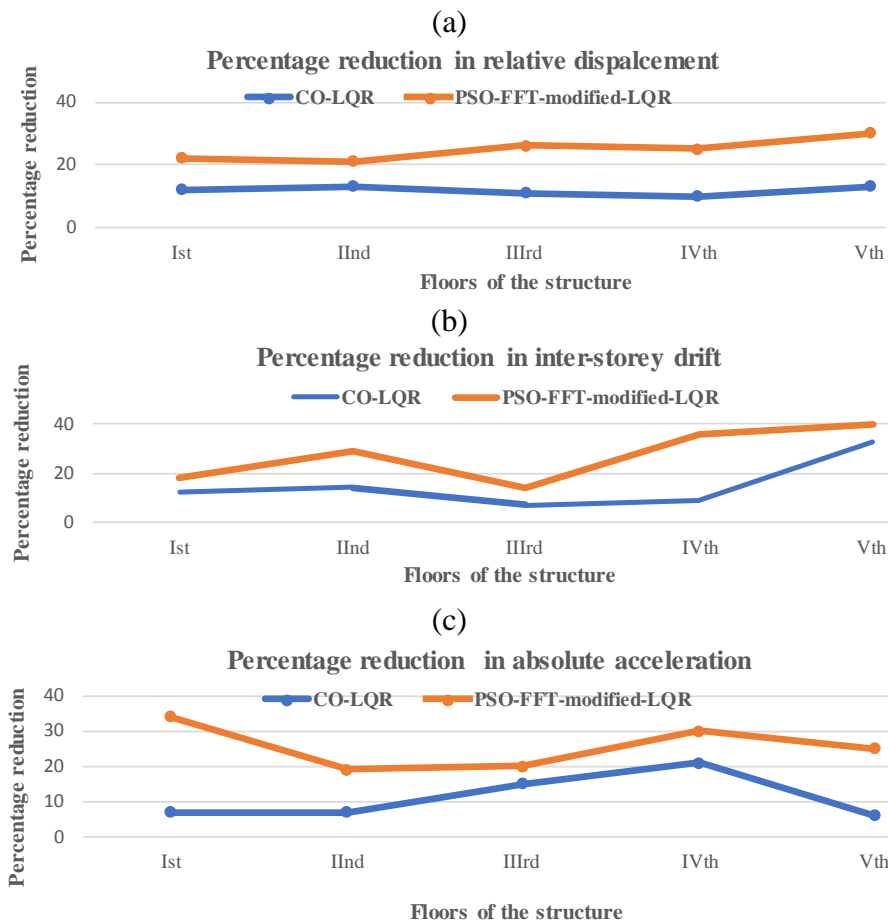 (a)
Percentage reduction in relative dispalcement
CO-LQR PSO-FFT-modified-LQR
Percentage reduction
40
20
0
Ist IInd IIIrd IVth Vth
Floors of the structure
(b)
Percentage reduction in inter-storey drift
CO-LQR PSO-FFT-modified-LQR
Percentage reduction
40
20
0
Ist IInd IIIrd IVth Vth
Floors of the structure
(c)
Percentage reduction in absolute acceleration
CO-LQR PSO-FFT-modified-LQR
Percentage reduction
40
30
20
10
0
Ist IInd IIIrd IVth Vth
Floors of the structure